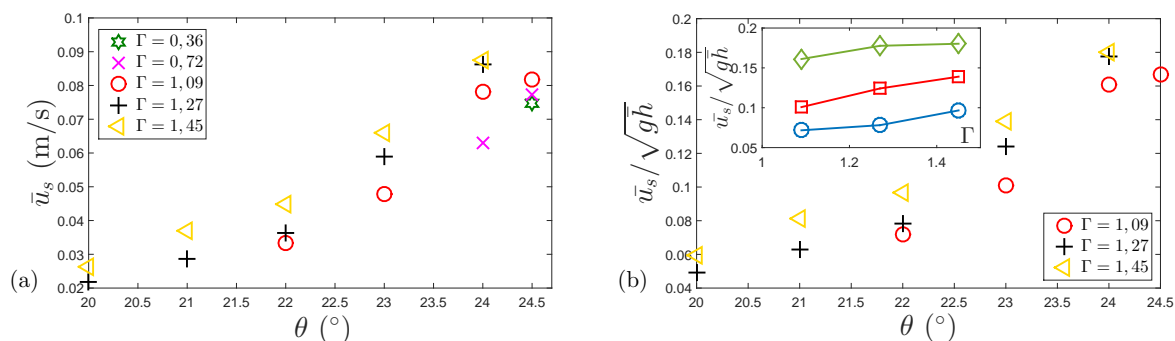 0.1
0.09
0.08
0.07
0.06
0.05
0.04
0.03
0.02
ū_s (m/s)
Γ = 0, 36
Γ = 0, 72
Γ = 1, 09
Γ = 1, 27
Γ = 1, 45
20 20.5 21 21.5 22 22.5 23 23.5 24 24.5
θ (°)
(a)
0.2
0.18
0.16
0.14
0.12
0.1
0.08
0.06
0.04
0.02
0
ū_s/√gh̄
0.2
0.15
0.1
0.05
ū_s/√gh̄
1 1.2 1.4
Γ
Γ = 1, 09
Γ = 1, 27
Γ = 1, 45
20 20.5 21 21.5 22 22.5 23 23.5 24 24.5
θ (°)
(b)